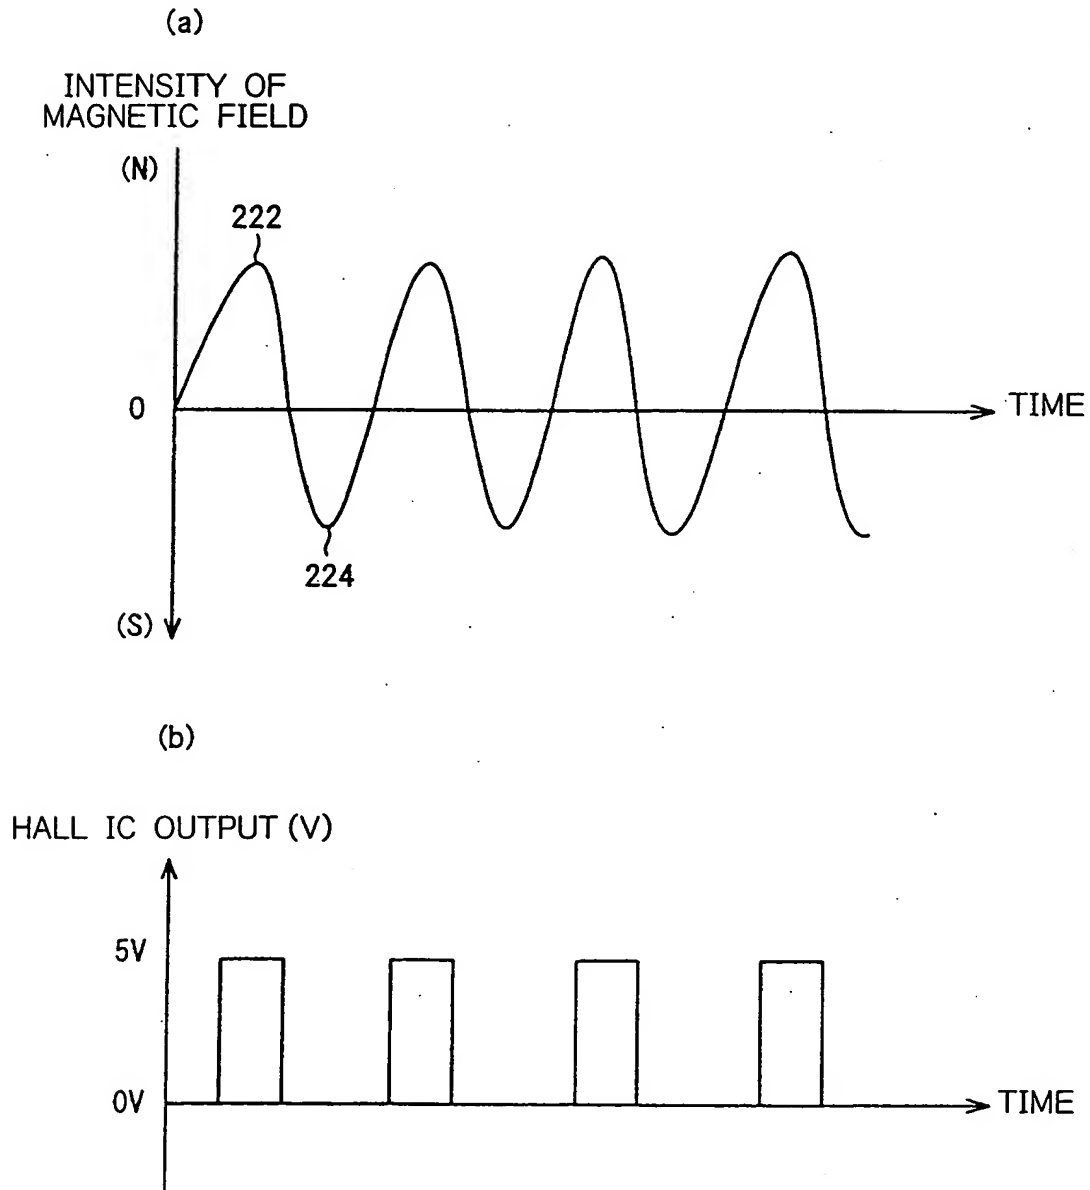 (a)
INTENSITY OF
MAGNETIC FIELD
(N)
222
0
TIME
224
(S)
(b)
HALL IC OUTPUT (V)
5V
0V
TIME